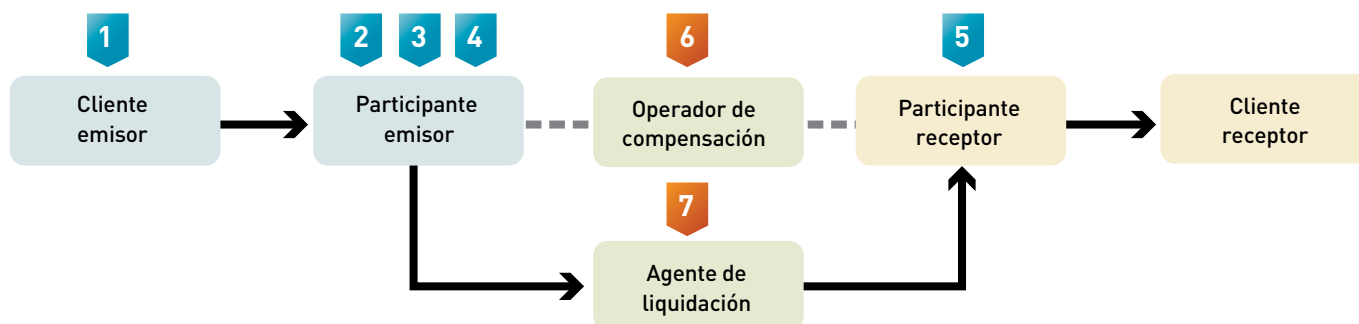 1
2
3
4
6
5
Cliente
emisor
Participante
emisor
Operador de
compensación
Participante
receptor
Cliente
receptor
7
Agente de
liquidación